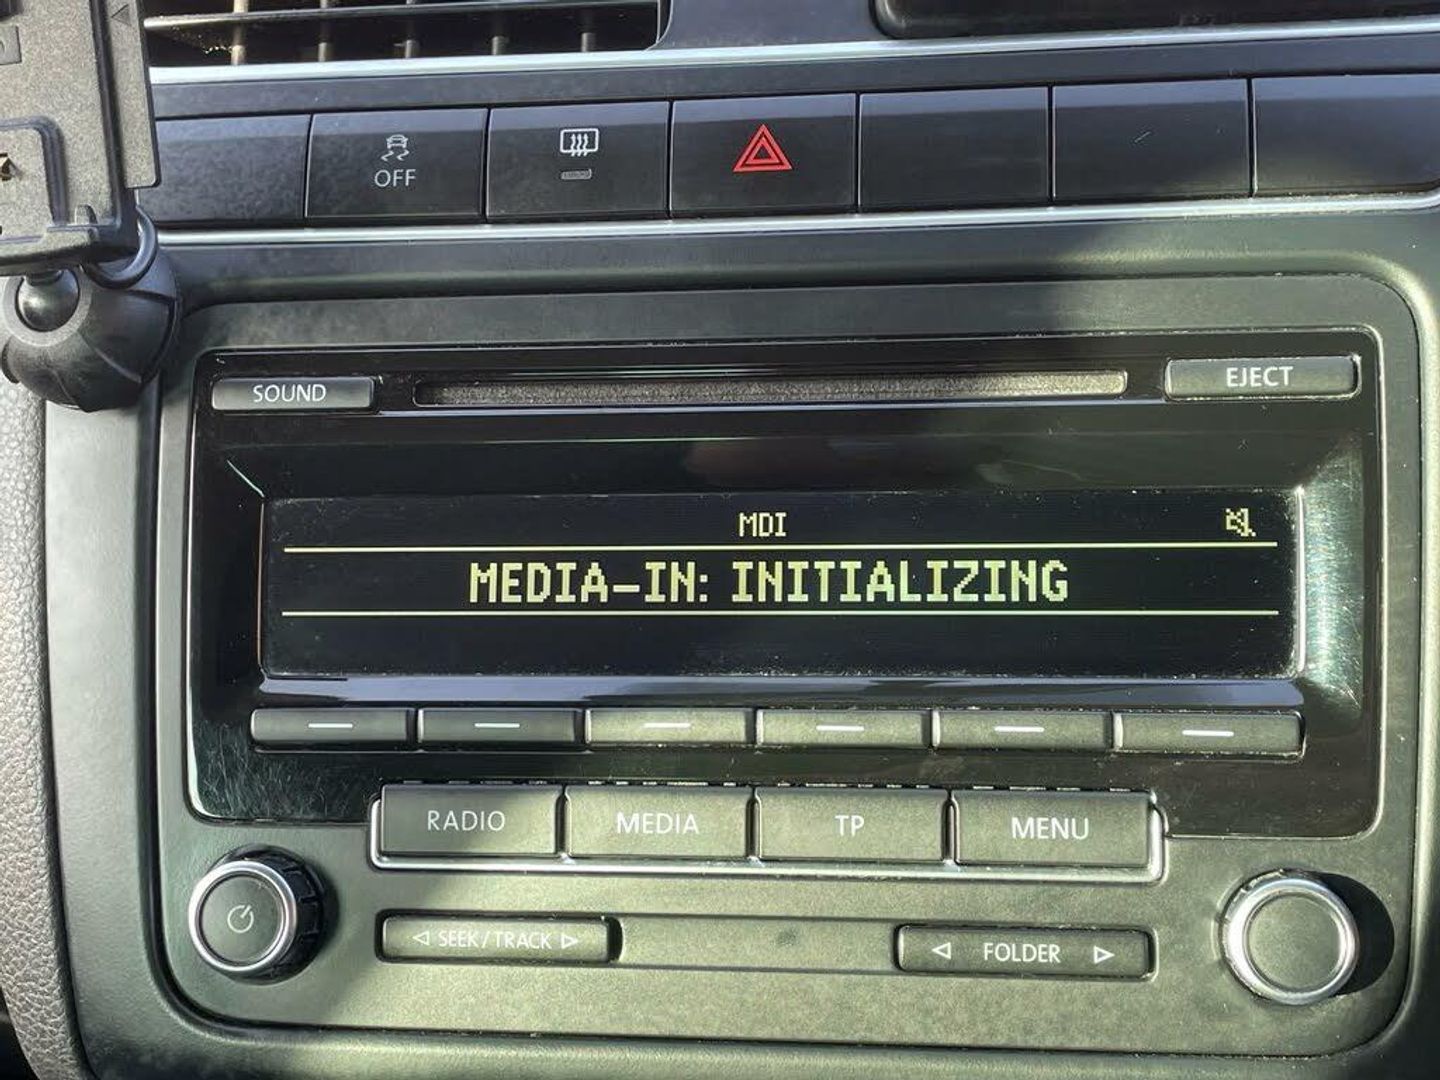 OFF
SOUND
EJECT
MDI
MEDIA-IN: INITIALIZING
RADIO
MEDIA
TP
MENU
SEEK / TRACK
FOLDER